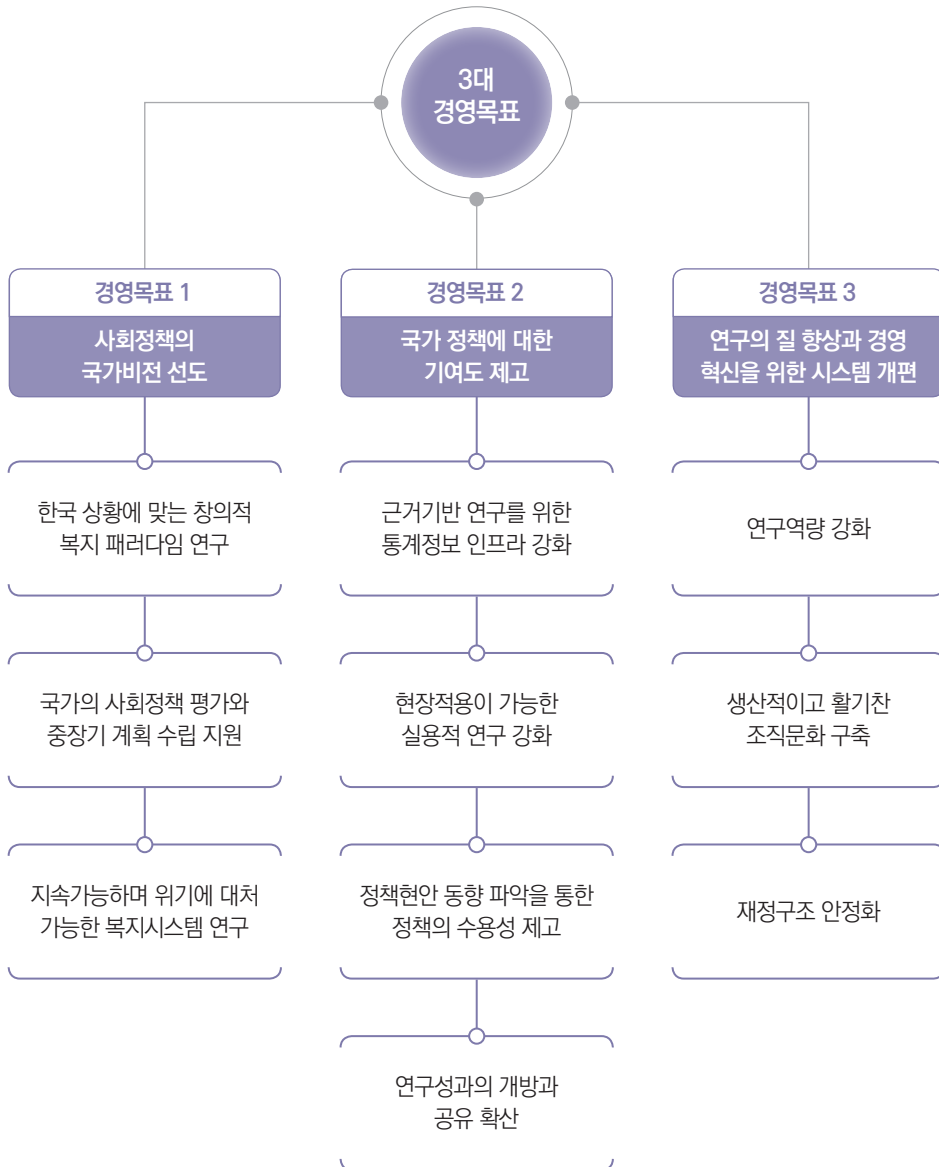 3대
경영목표
경영목표 1
사회정책의
국가비전 선도
한국 상황에 맞는 창의적
복지 패러다임 연구
국가의 사회정책 평가와
중장기 계획 수립 지원
지속가능하며 위기에 대처
가능한 복지시스템 연구
경영목표 2
국가 정책에 대한
기여도 제고
근거기반 연구를 위한
통계정보 인프라 강화
현장적용이 가능한
실용적 연구 강화
정책현안 동향 파악을 통한
정책의 수용성 제고
연구성과의 개방과
공유 확산
경영목표 3
연구의 질 향상과 경영
혁신을 위한 시스템 개편
연구역량 강화
생산적이고 활기찬
조직문화 구축
재정구조 안정화